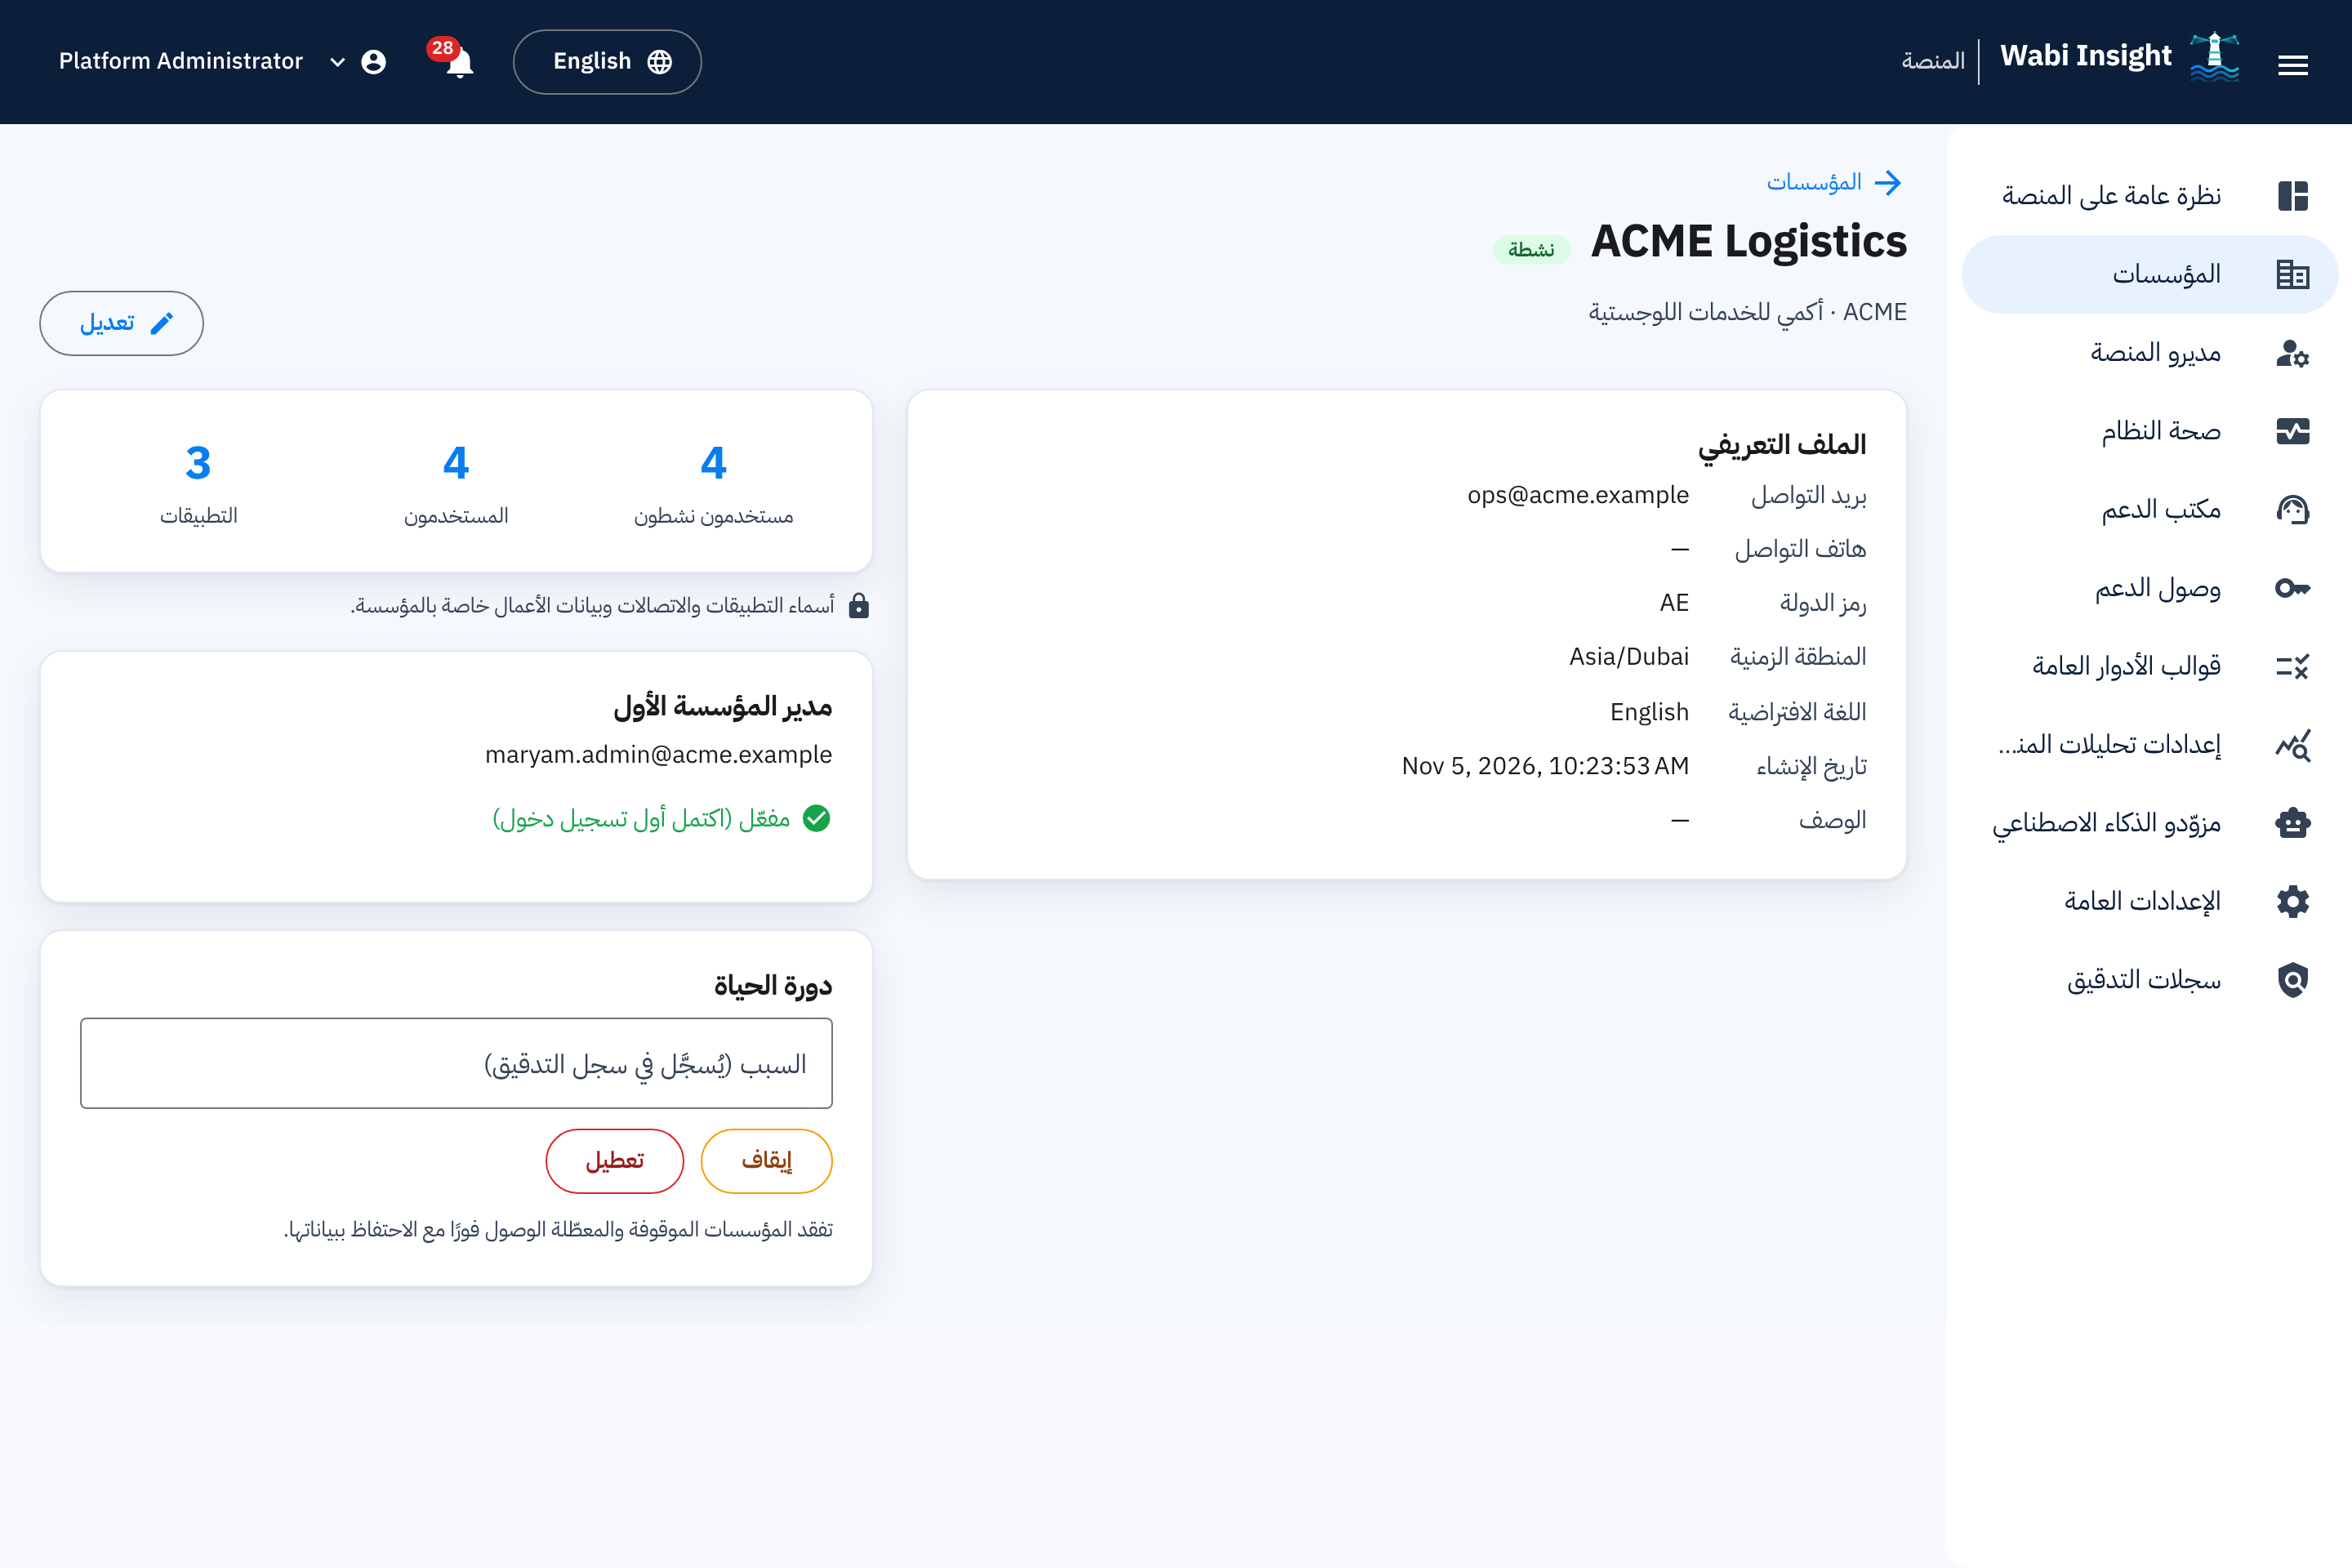 Wabi Insight
المنصة
English
28
Platform Administrator
نظرة عامة على المنصة
المؤسسات
مديرو المنصة
صحة النظام
مكتب الدعم
وصول الدعم
قوالب الأدوار العامة
إعدادات تحليلات المنـ...
مزوّدو الذكاء الاصطناعي
الإعدادات العامة
سجلات التدقيق
المؤسسات
ACME Logistics نشطة
ACME · أكمي للخدمات اللوجستية
تعديل
الملف التعريفي
بريد التواصل ops@acme.example
هاتف التواصل —
رمز الدولة AE
المنطقة الزمنية Asia/Dubai
اللغة الافتراضية English
تاريخ الإنشاء Nov 5, 2026, 10:23:53 AM
الوصف —
4 4 3
مستخدمون نشطون المستخدمون التطبيقات
أسماء التطبيقات والاتصالات وبيانات الأعمال خاصة بالمؤسسة.
مدير المؤسسة الأول
maryam.admin@acme.example
مفعّل (اكتمل أول تسجيل دخول)
دورة الحياة
السبب (يُسجَّل في سجل التدقيق)
إيقاف تعطيل
تفقد المؤسسات الموقوفة والمعطّلة الوصول فورًا مع الاحتفاظ ببياناتها.